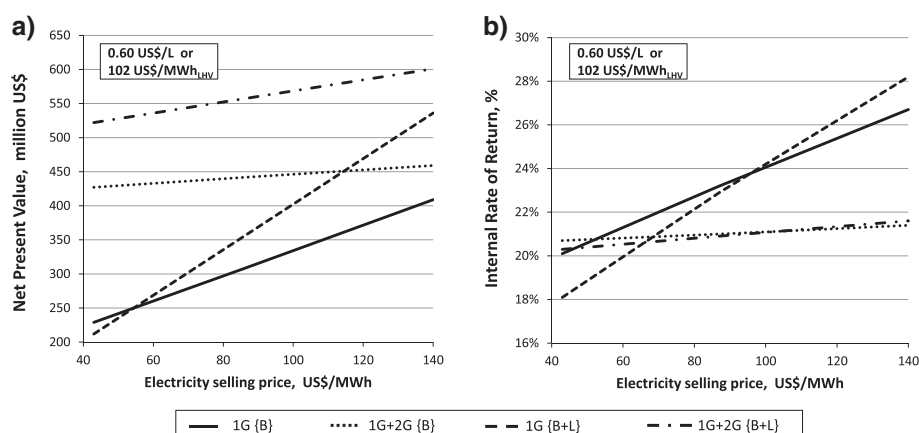 a)
0.60 US$/L or
102 US$/MWhLHV
Net Present Value, million US$
650
600
550
500
450
400
350
300
250
200
40 60 80 100 120 140
Electricity selling price, US$/MWh
b)
0.60 US$/L or
102 US$/MWhLHV
Internal Rate of Return, %
30%
28%
26%
24%
22%
20%
18%
16%
40 60 80 100 120 140
Electricity selling price, US$/MWh
1G {B} 1G+2G {B} 1G {B+L} 1G+2G {B+L}